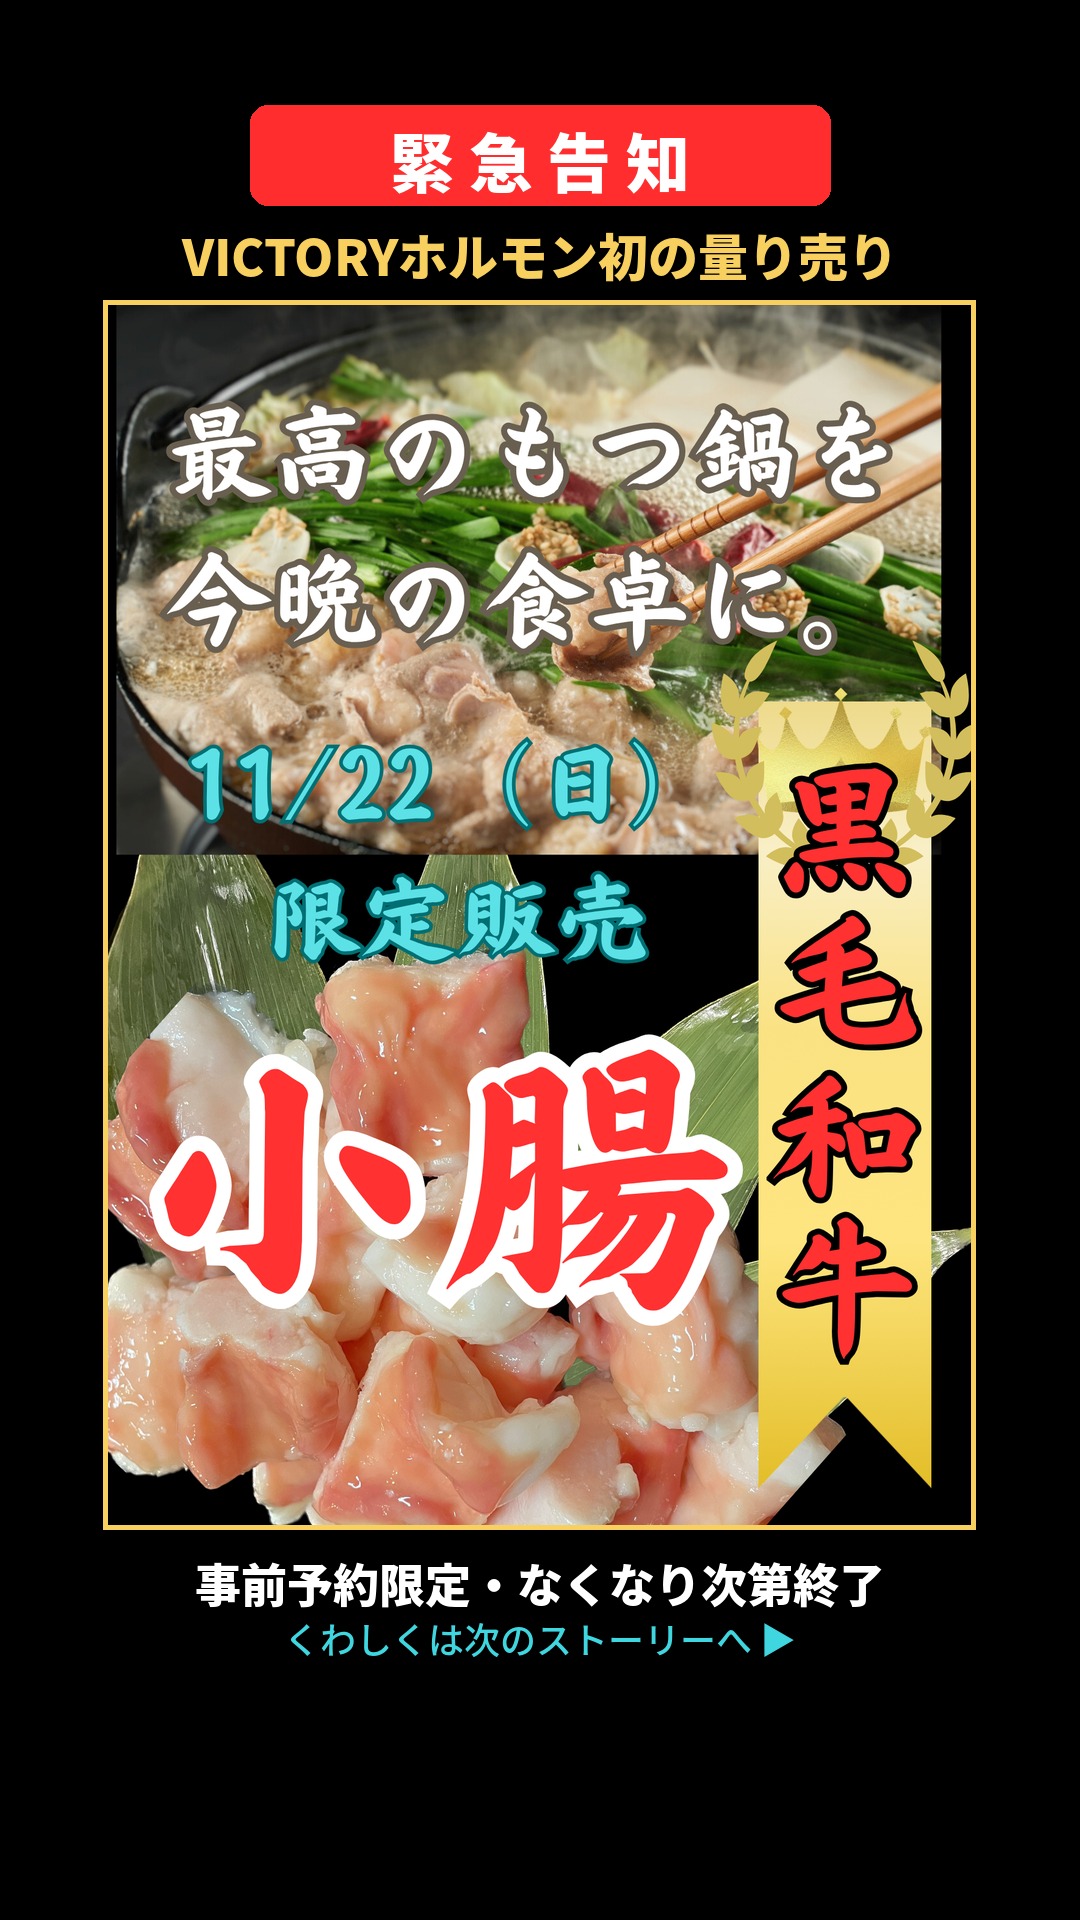 緊急告知
VICTORYホルモン初の量り売り
最高のもつ鍋を
今晩の食卓に。
11/22（日）
限定販売
小腸
黒毛和牛
事前予約限定・なくなり次第終了
くわしくは次のストーリーへ ▶